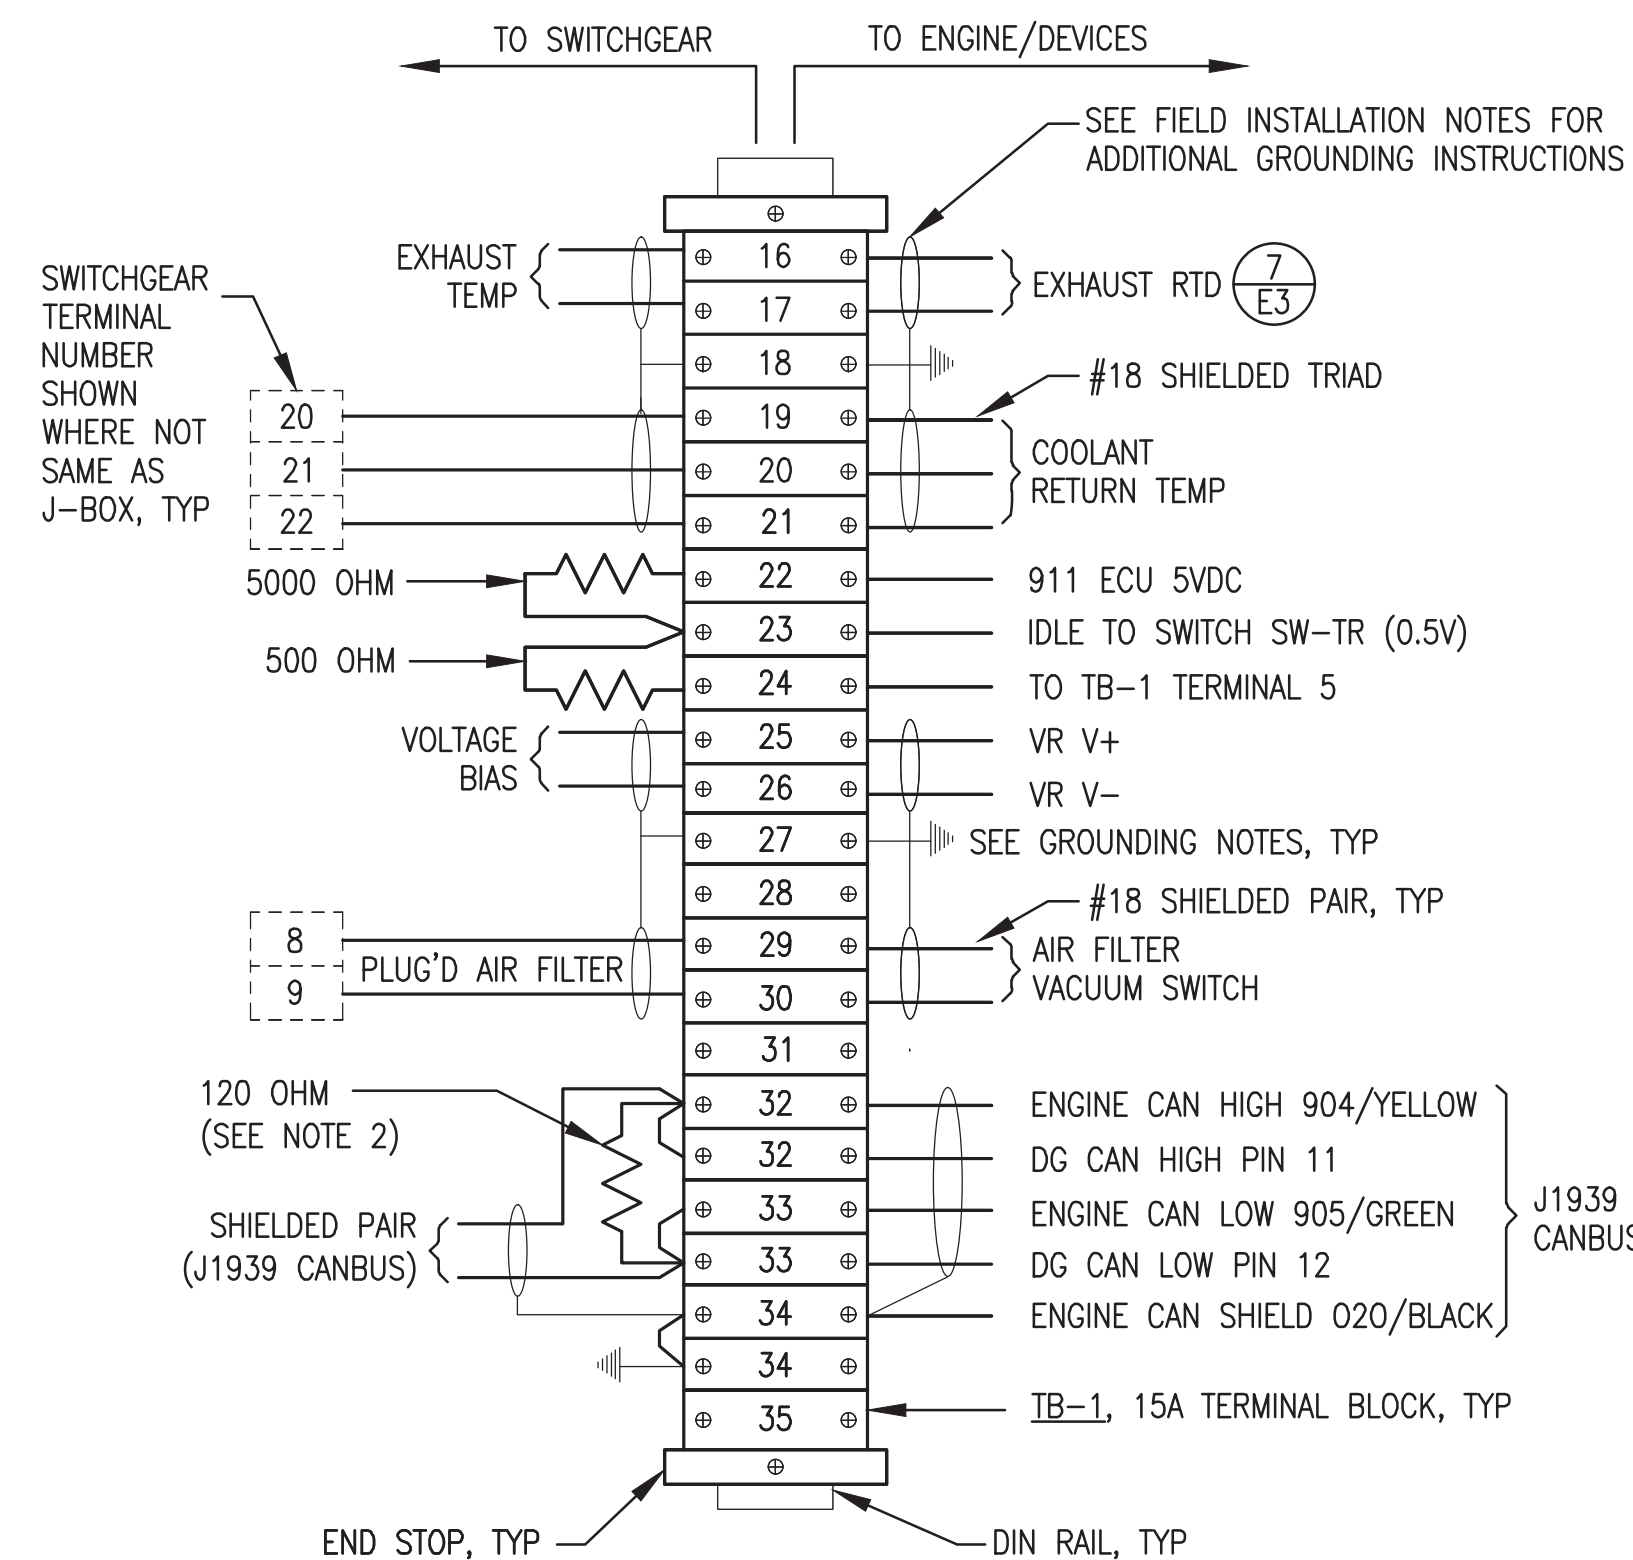 TO SWITCHGEAR
TO ENGINE/DEVICES
SEE FIELD INSTALLATION NOTES FOR
ADDITIONAL GROUNDING INSTRUCTIONS
EXHAUST
TEMP
16
17
EXHAUST RTD
7
E3
SWITCHGEAR
TERMINAL
NUMBER
SHOWN
WHERE NOT
SAME AS
J-BOX, TYP
18
#18 SHIELDED TRIAD
20
21
22
19
20
21
COOLANT
RETURN TEMP
5000 OHM
22
911 ECU 5VDC
23
IDLE TO SWITCH SW-TR (0.5V)
500 OHM
24
TO TB-1 TERMINAL 5
VOLTAGE
BIAS
25
VR V+
26
VR V-
27
SEE GROUNDING NOTES, TYP
28
#18 SHIELDED PAIR, TYP
8
9
PLUG'D AIR FILTER
29
30
AIR FILTER
VACUUM SWITCH
31
120 OHM
(SEE NOTE 2)
32
ENGINE CAN HIGH 904/YELLOW
32
DG CAN HIGH PIN 11
SHIELDED PAIR
(J1939 CANBUS)
33
ENGINE CAN LOW 905/GREEN
33
DG CAN LOW PIN 12
J1939
CANBUS
34
ENGINE CAN SHIELD 020/BLACK
34
35
TB-1, 15A TERMINAL BLOCK, TYP
END STOP, TYP
DIN RAIL, TYP